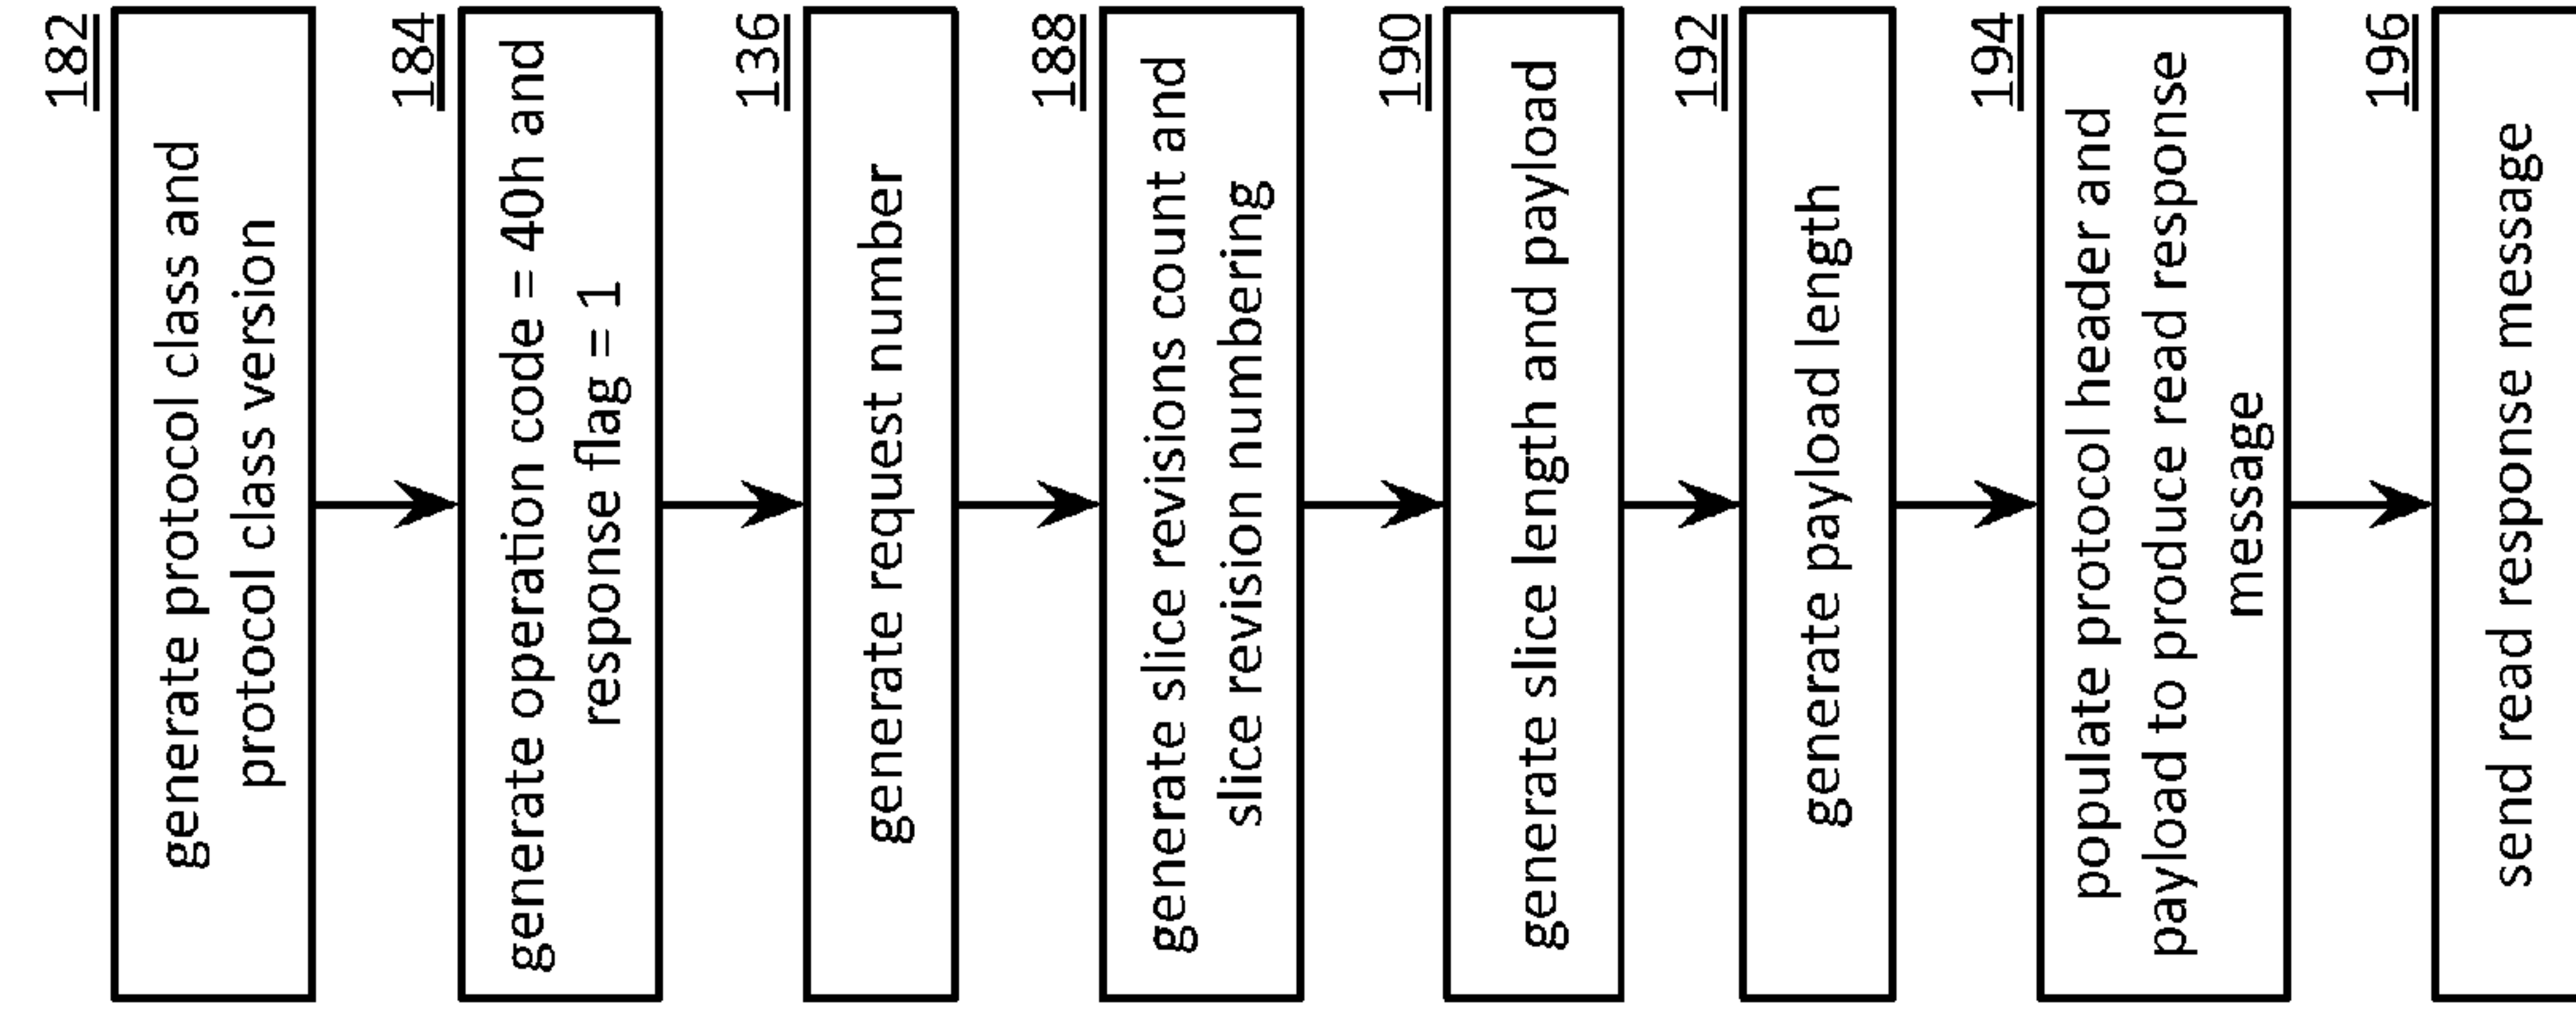 182
generate protocol class and
protocol class version
184
generate operation code = 40h and
response flag = 1
136
generate request number
188
generate slice revisions count and
slice revision numbering
190
generate slice length and payload
192
generate payload length
194
populate protocol header and
payload to produce read response
message
196
send read response message